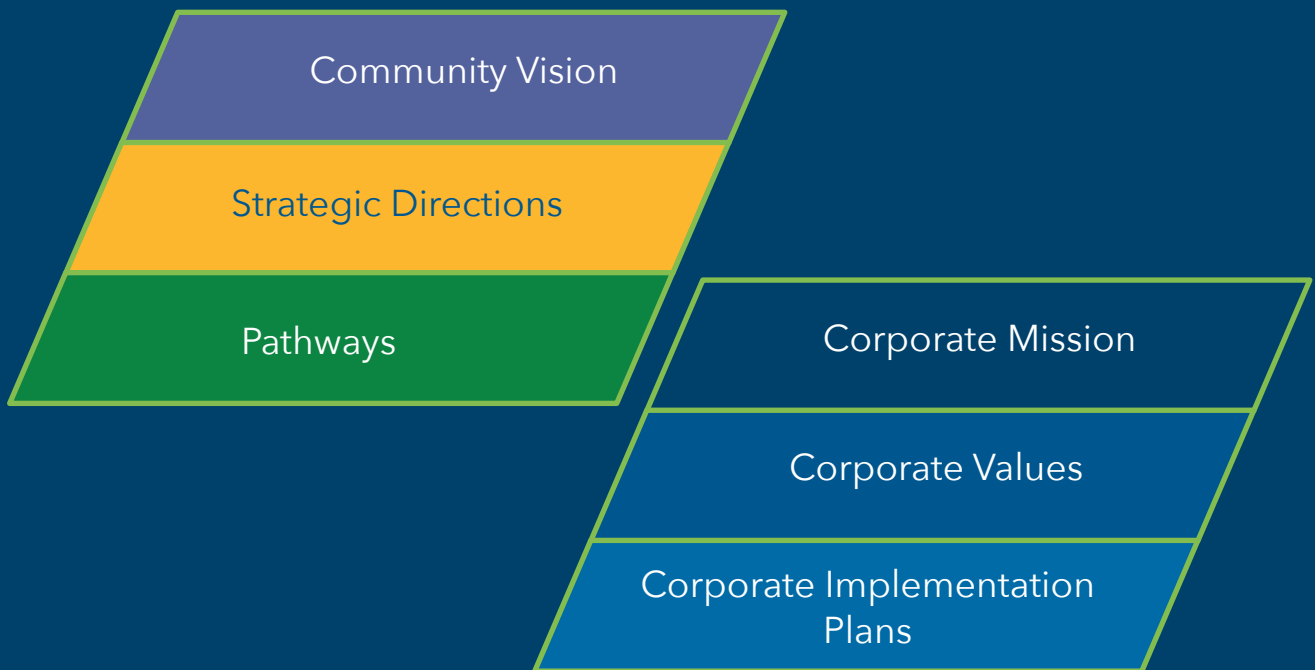 Community Vision
Strategic Directions
Pathways
Corporate Mission
Corporate Values
Corporate Implementation
Plans